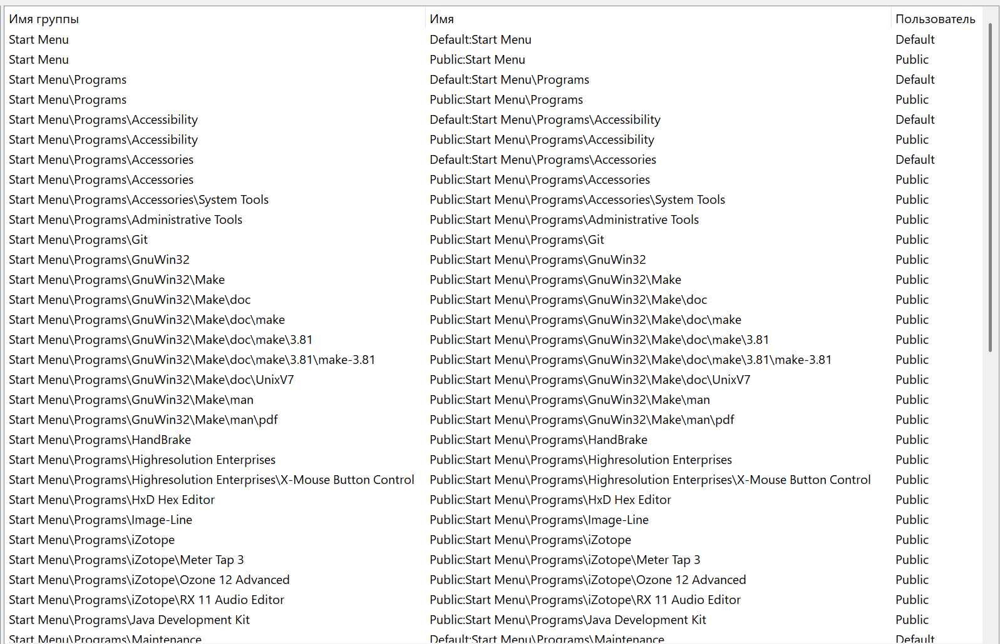 Имя группы Имя Пользователь
Start Menu Default:Start Menu Default
Start Menu Public:Start Menu Public
Start Menu\Programs Default:Start Menu\Programs Default
Start Menu\Programs Public:Start Menu\Programs Public
Start Menu\Programs\Accessibility Default:Start Menu\Programs\Accessibility Default
Start Menu\Programs\Accessibility Public:Start Menu\Programs\Accessibility Public
Start Menu\Programs\Accessories Default:Start Menu\Programs\Accessories Default
Start Menu\Programs\Accessories Public:Start Menu\Programs\Accessories Public
Start Menu\Programs\Accessories\System Tools Public:Start Menu\Programs\Accessories\System Tools Public
Start Menu\Programs\Administrative Tools Public:Start Menu\Programs\Administrative Tools Public
Start Menu\Programs\Git Public:Start Menu\Programs\Git Public
Start Menu\Programs\GnuWin32 Public:Start Menu\Programs\GnuWin32 Public
Start Menu\Programs\GnuWin32\Make Public:Start Menu\Programs\GnuWin32\Make Public
Start Menu\Programs\GnuWin32\Make\doc Public:Start Menu\Programs\GnuWin32\Make\doc Public
Start Menu\Programs\GnuWin32\Make\doc\make Public:Start Menu\Programs\GnuWin32\Make\doc\make Public
Start Menu\Programs\GnuWin32\Make\doc\make\3.81 Public:Start Menu\Programs\GnuWin32\Make\doc\make\3.81 Public
Start Menu\Programs\GnuWin32\Make\doc\make\3.81\make-3.81 Public:Start Menu\Programs\GnuWin32\Make\doc\make\3.81\make-3.81 Public
Start Menu\Programs\GnuWin32\Make\doc\UnixV7 Public:Start Menu\Programs\GnuWin32\Make\doc\UnixV7 Public
Start Menu\Programs\GnuWin32\Make\man Public:Start Menu\Programs\GnuWin32\Make\man Public
Start Menu\Programs\GnuWin32\Make\man\pdf Public:Start Menu\Programs\GnuWin32\Make\man\pdf Public
Start Menu\Programs\HandBrake Public:Start Menu\Programs\HandBrake Public
Start Menu\Programs\Highresolution Enterprises Public:Start Menu\Programs\Highresolution Enterprises Public
Start Menu\Programs\Highresolution Enterprises\X-Mouse Button Control Public:Start Menu\Programs\Highresolution Enterprises\X-Mouse Button Control Public
Start Menu\Programs\HxD Hex Editor Public:Start Menu\Programs\HxD Hex Editor Public
Start Menu\Programs\Image-Line Public:Start Menu\Programs\Image-Line Public
Start Menu\Programs\iZotope Public:Start Menu\Programs\iZotope Public
Start Menu\Programs\iZotope\Meter Tap 3 Public:Start Menu\Programs\iZotope\Meter Tap 3 Public
Start Menu\Programs\iZotope\Ozone 12 Advanced Public:Start Menu\Programs\iZotope\Ozone 12 Advanced Public
Start Menu\Programs\iZotope\RX 11 Audio Editor Public:Start Menu\Programs\iZotope\RX 11 Audio Editor Public
Start Menu\Programs\Java Development Kit Public:Start Menu\Programs\Java Development Kit Public
Start Menu\Programs\Maintenance Default:Start Menu\Programs\Maintenance Default